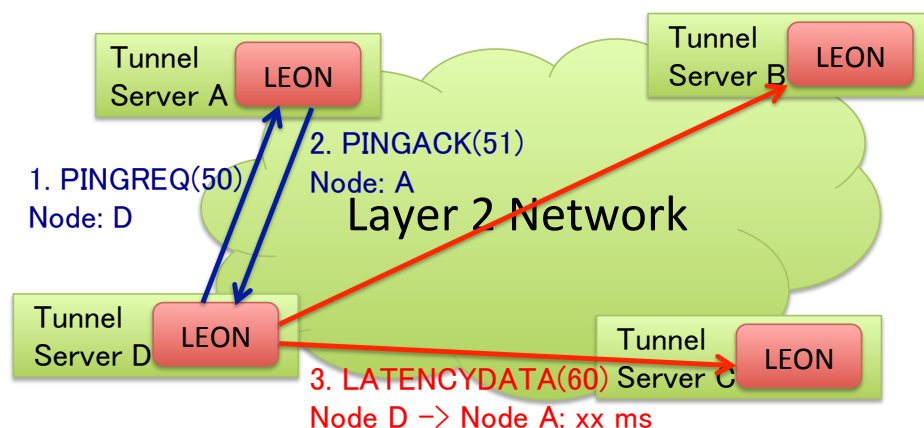 Tunnel
Server A
LEON
Tunnel
Server B
LEON
1. PINGREQ(50)
Node: D
2. PINGACK(51)
Node: A
Layer 2 Network
Tunnel
Server D
LEON
Tunnel
Server C
LEON
3. LATENCYDATA(60)
Node D -> Node A: xx ms